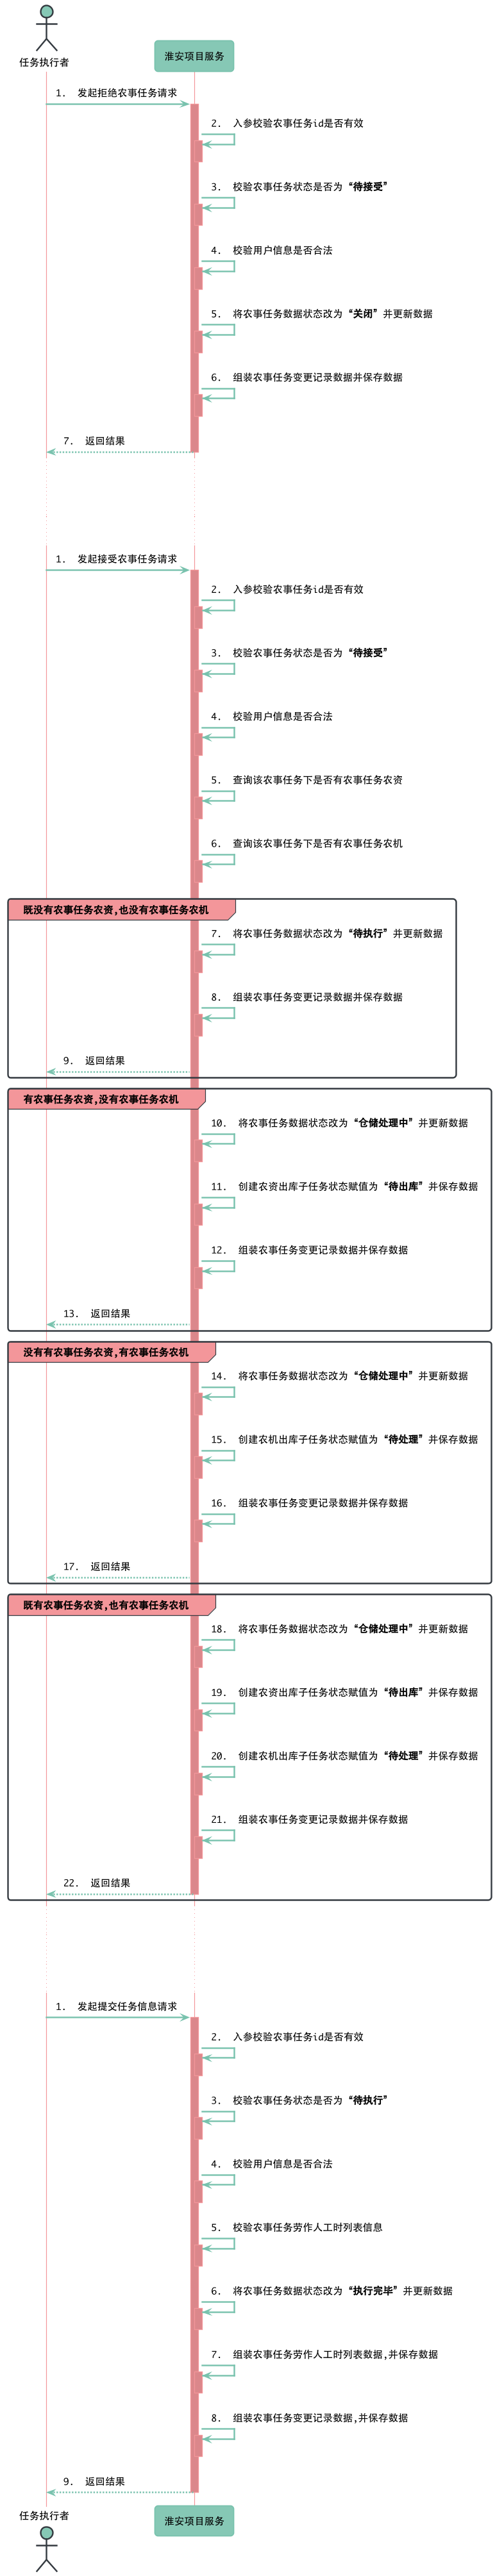 任务执行者
淮安项目服务
1. 发起拒绝农事任务请求
2. 入参校验农事任务id是否有效
3. 校验农事任务状态是否为“待接受”
4. 校验用户信息是否合法
5. 将农事任务数据状态改为“关闭”并更新数据
6. 组装农事任务变更记录数据并保存数据
7. 返回结果
1. 发起接受农事任务请求
2. 入参校验农事任务id是否有效
3. 校验农事任务状态是否为“待接受”
4. 校验用户信息是否合法
5. 查询该农事任务下是否有农事任务农资
6. 查询该农事任务下是否有农事任务农机
既没有农事任务农资,也没有农事任务农机
7. 将农事任务数据状态改为“待执行”并更新数据
8. 组装农事任务变更记录数据并保存数据
9. 返回结果
有农事任务农资,没有农事任务农机
10. 将农事任务数据状态改为“仓储处理中”并更新数据
11. 创建农资出库子任务状态赋值为“待出库”并保存数据
12. 组装农事任务变更记录数据并保存数据
13. 返回结果
没有有农事任务农资,有农事任务农机
14. 将农事任务数据状态改为“仓储处理中”并更新数据
15. 创建农机出库子任务状态赋值为“待处理”并保存数据
16. 组装农事任务变更记录数据并保存数据
17. 返回结果
既有农事任务农资,也有农事任务农机
18. 将农事任务数据状态改为“仓储处理中”并更新数据
19. 创建农资出库子任务状态赋值为“待出库”并保存数据
20. 创建农机出库子任务状态赋值为“待处理”并保存数据
21. 组装农事任务变更记录数据并保存数据
22. 返回结果
1. 发起提交任务信息请求
2. 入参校验农事任务id是否有效
3. 校验农事任务状态是否为“待执行”
4. 校验用户信息是否合法
5. 校验农事任务劳作人工时列表信息
6. 将农事任务数据状态改为“执行完毕”并更新数据
7. 组装农事任务劳作人工时列表数据,并保存数据
8. 组装农事任务变更记录数据,并保存数据
9. 返回结果
任务执行者
淮安项目服务